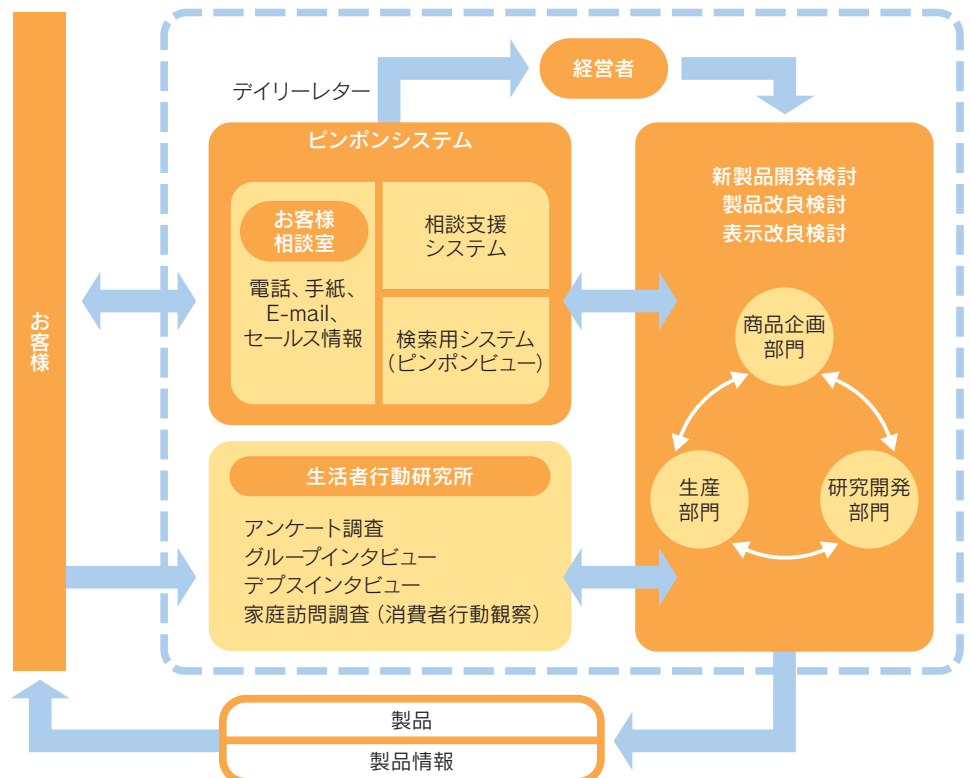 お客様
デイリーレター
経営者
ピンポンシステム
お客様
相談室
電話、手紙、
E-mail、
セールス情報
相談支援
システム
検索用システム
(ピンポンビュー)
生活者行動研究所
アンケート調査
グループインタビュー
デプスインタビュー
家庭訪問調査(消費者行動観察)
新製品開発検討
製品改良検討
表示改良検討
商品企画
部門
生産
部門
研究開発
部門
製品
製品情報